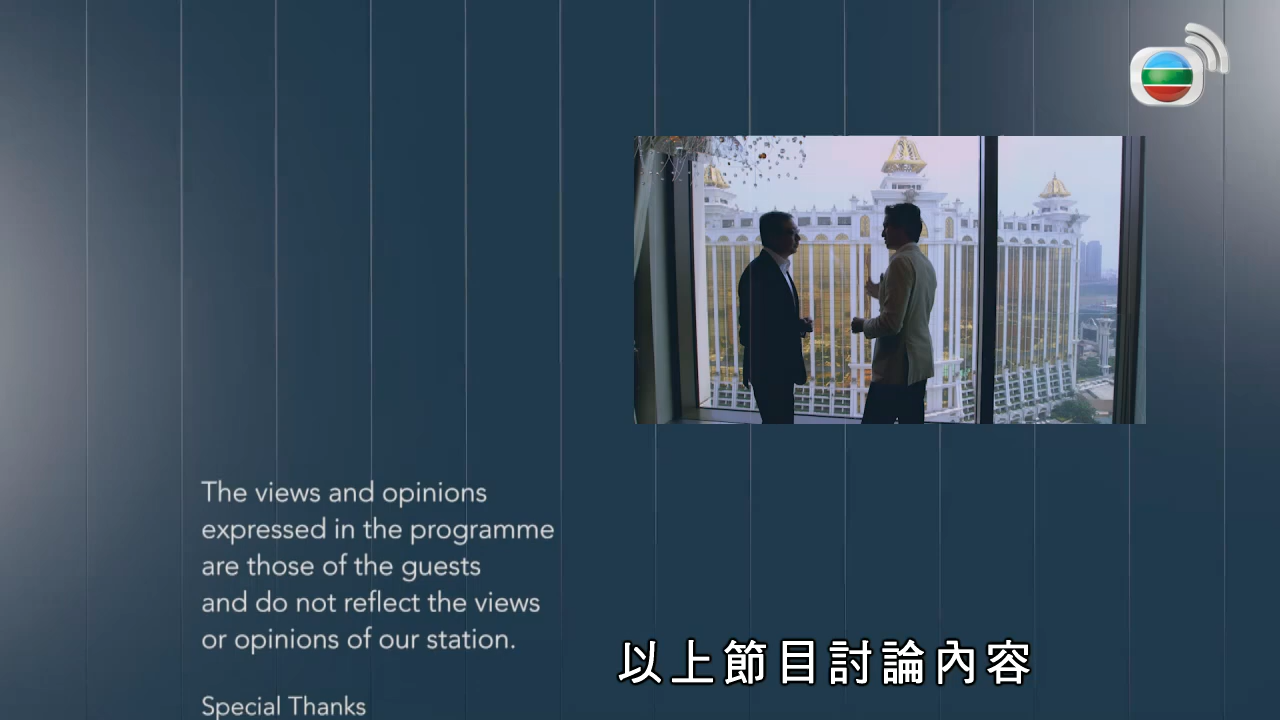 The views and opinions
expressed in the programme
are those of the guests
and do not reflect the views
or opinions of our station.
以上節目討論內容
Special Thanks